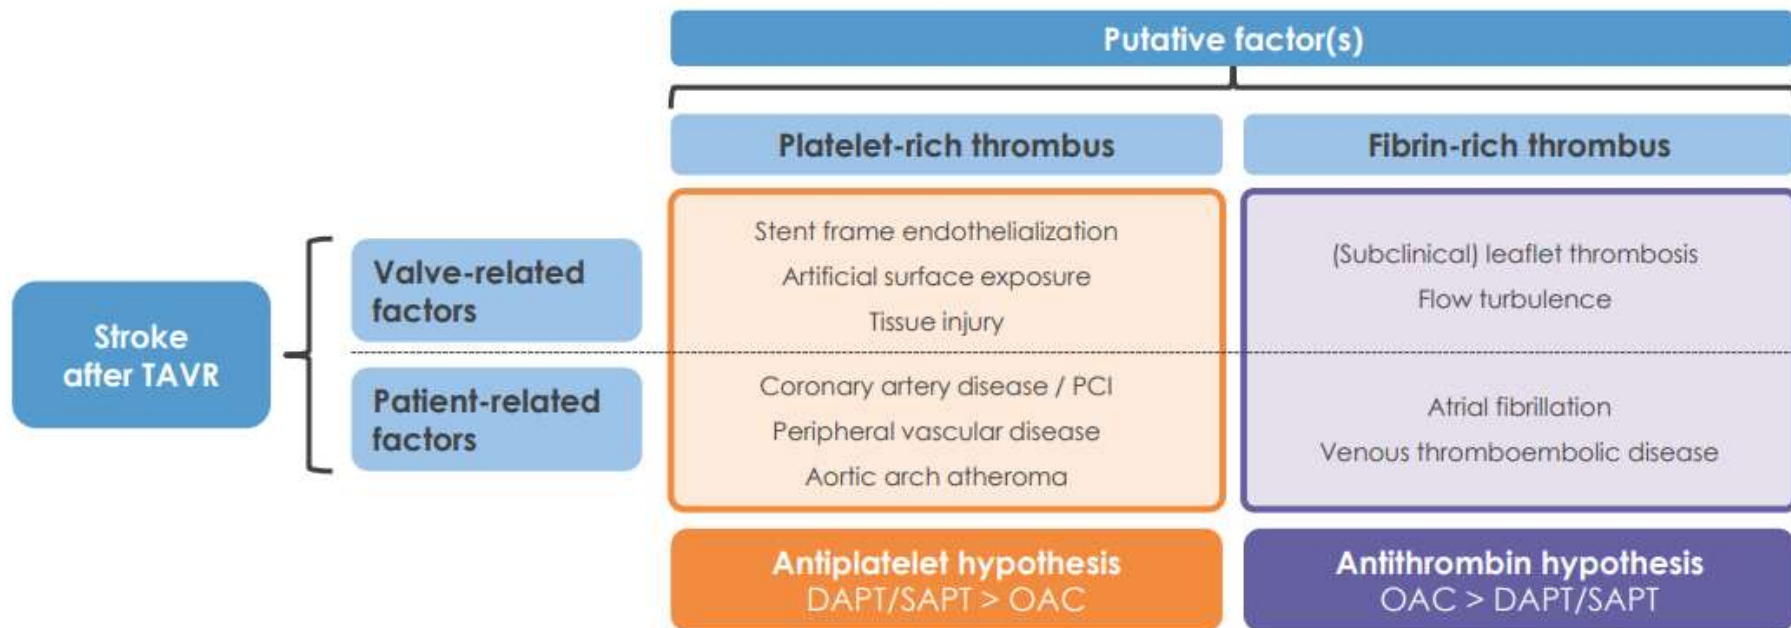 Putative factor(s)
Platelet-rich thrombus
Fibrin-rich thrombus
Stroke
after TAVR
Valve-related
factors
Stent frame endothelialization
Artificial surface exposure
Tissue injury
(Subclinical) leaflet thrombosis
Flow turbulence
Patient-related
factors
Coronary artery disease / PCI
Peripheral vascular disease
Aortic arch atheroma
Atrial fibrillation
Venous thromboembolic disease
Antiplatelet hypothesis
DAPT/SAPT > OAC
Antithrombin hypothesis
OAC > DAPT/SAPT